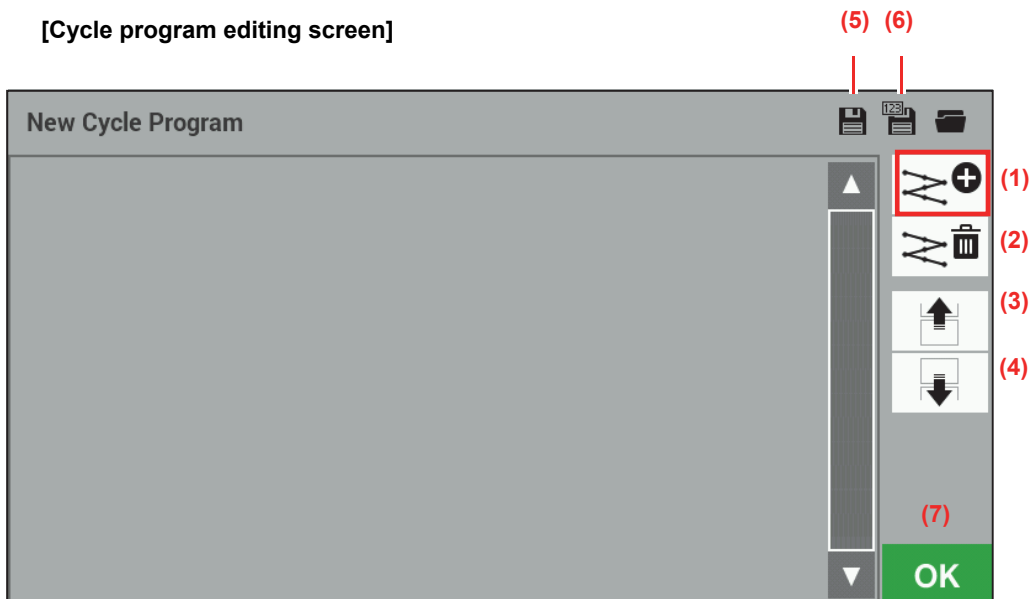 [Cycle program editing screen]
(5) (6)
New Cycle Program
123
(1)
(2)
(3)
(4)
(7)
OK